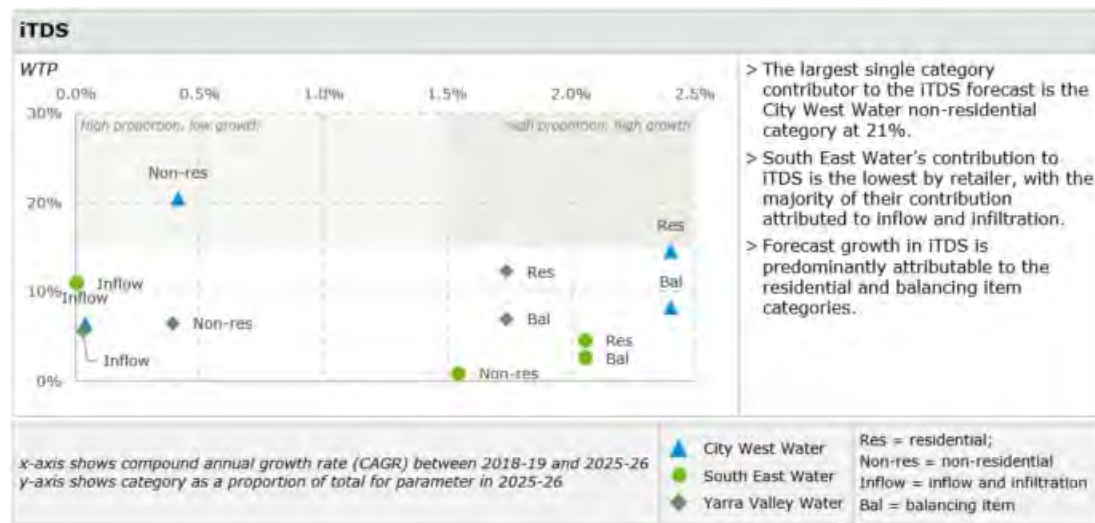 iTDS
WTP
0.0% 0.5% 1.0% 1.5% 2.0% 2.5%
30%
High proportion, low growth
High proportion, high growth
Non-res
20%
Res
Res
Bal
Inflow
10%
Inflow
Non-res
Bal
Inflow
Res
Bal
0%
Non-res
> The largest single category
contributor to the iTDS forecast is the
City West Water non-residential
category at 21%.
> South East Water's contribution to
iTDS is the lowest by retailer, with the
majority of their contribution
attributed to inflow and infiltration.
> Forecast growth in iTDS is
predominantly attributable to the
residential and balancing item
categories.
x-axis shows compound annual growth rate (CAGR) between 2018-19 and 2025-26
y-axis shows category as a proportion of total for parameter in 2025-26
City West Water
South East Water
Yarra Valley Water
Res = residential;
Non-res = non-residential
Inflow = inflow and infiltration
Bal = balancing item